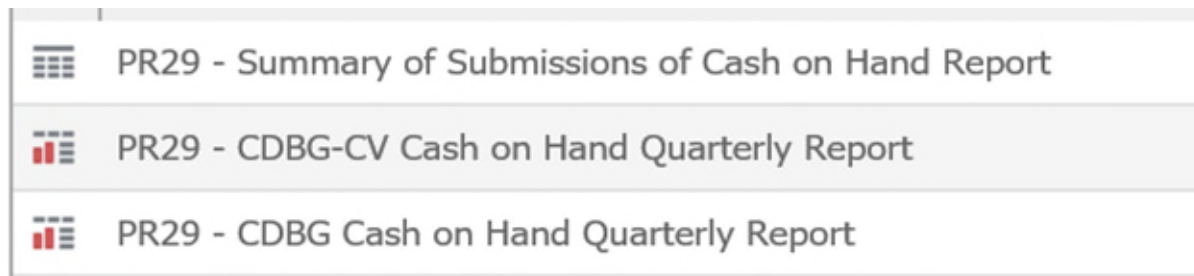 PR29 - Summary of Submissions of Cash on Hand Report
PR29 - CDBG-CV Cash on Hand Quarterly Report
PR29 - CDBG Cash on Hand Quarterly Report